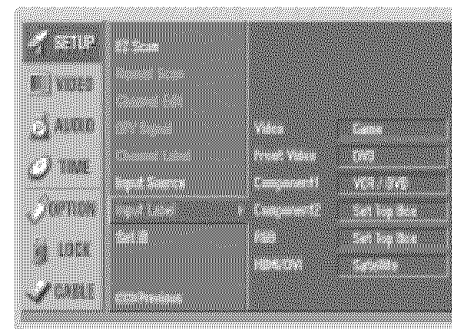 SETUP
VIDEO
AUDIO
TIME
OPTION
LOCK
CABLE
EZ Scan
Manual Scan
Channel Edit
DTV Signal
Channel Label
Input Source
Input Label
Set ID
Previous
Video Game
Front Video DVD
Component1 VCR / DVD
Component2 Set Top Box
RGB Set Top Box
HDMI/DVI Satellite